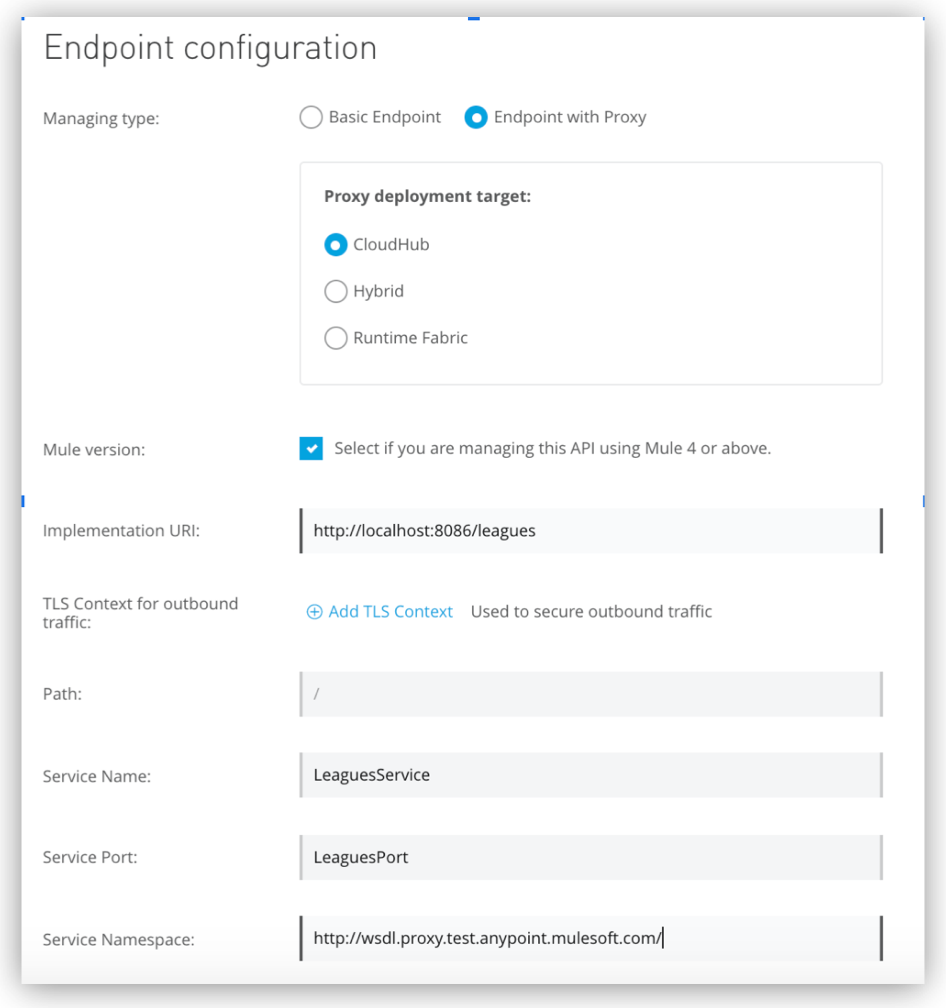 Endpoint configuration
Managing type:
Basic Endpoint
Endpoint with Proxy
Proxy deployment target:
CloudHub
Hybrid
Runtime Fabric
Mule version:
Select if you are managing this API using Mule 4 or above.
Implementation URI:
http://localhost:8086/leagues
TLS Context for outbound
traffic:
Add TLS Context
Used to secure outbound traffic
Path:
/
Service Name:
LeaguesService
Service Port:
LeaguesPort
Service Namespace:
http://wsdl.proxy.test.anypoint.mulesoft.com/